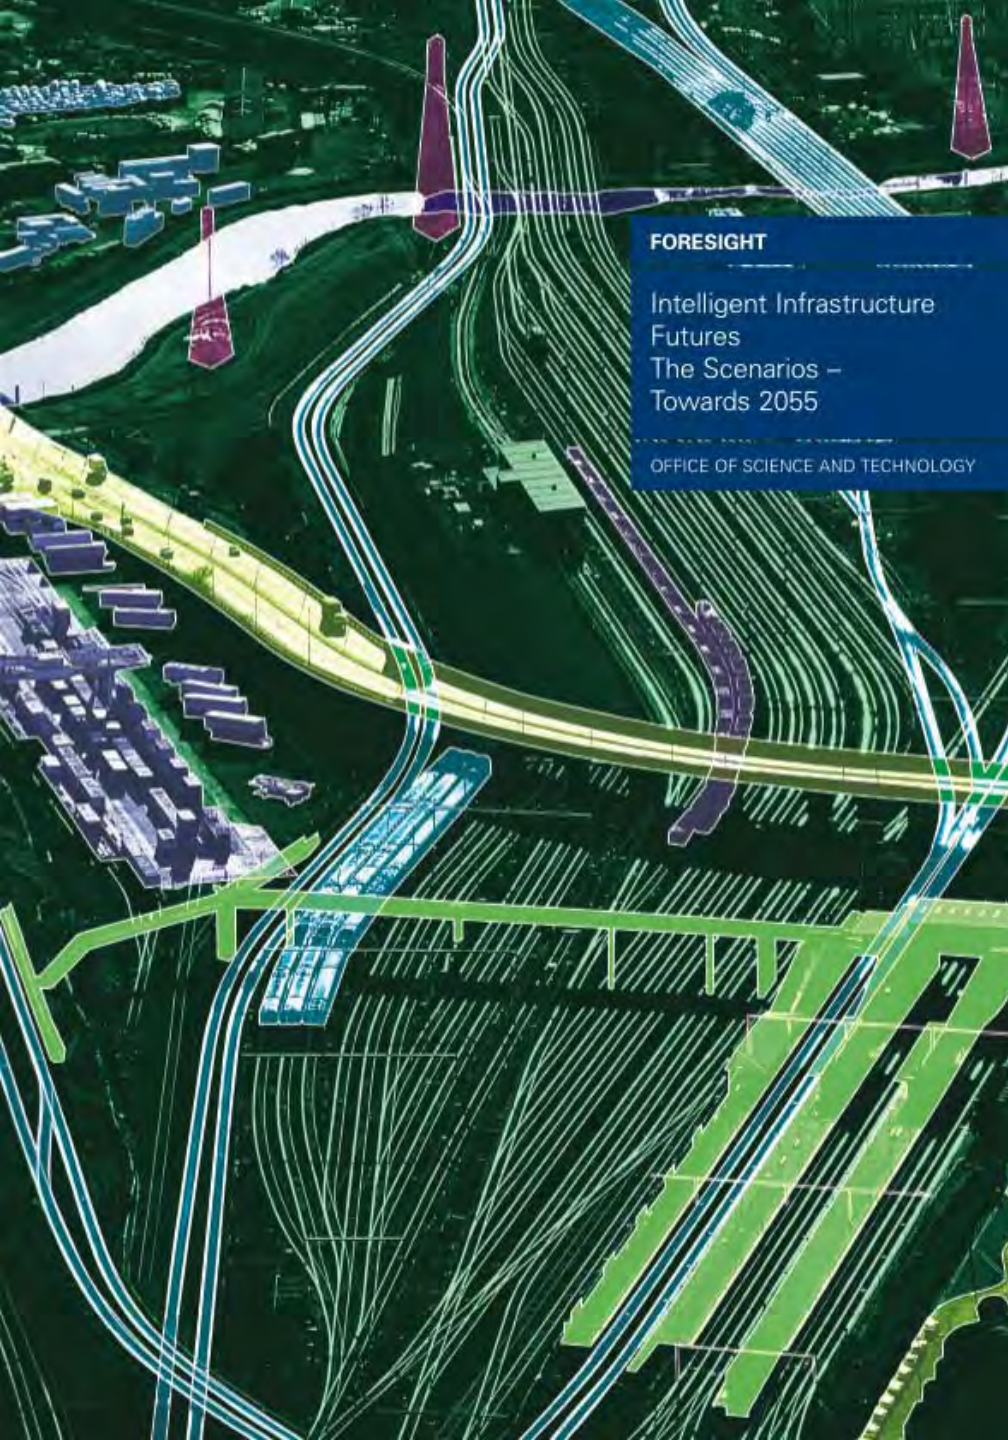 FORESIGHT
Intelligent Infrastructure
Futures
The Scenarios –
Towards 2055
OFFICE OF SCIENCE AND TECHNOLOGY